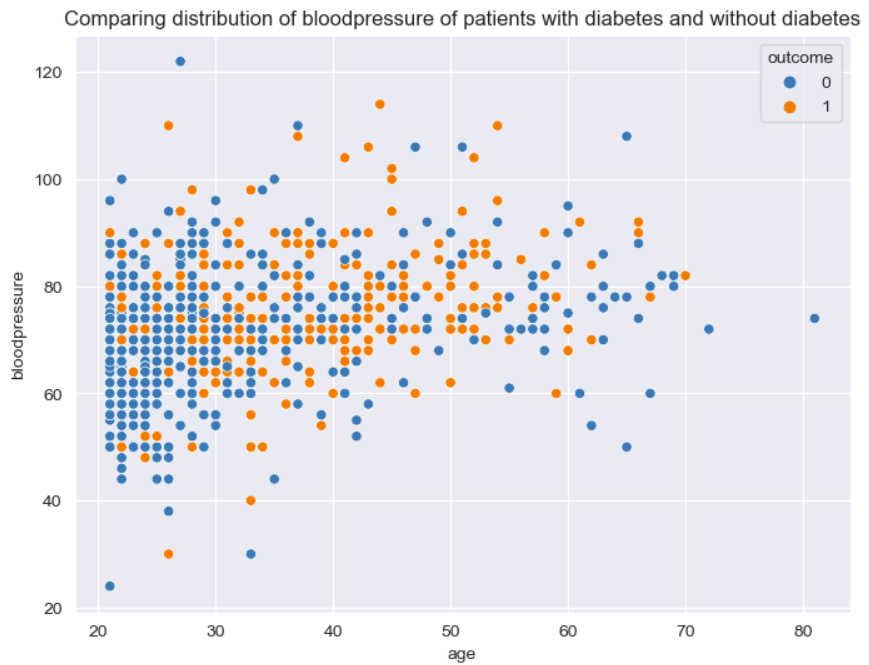 Comparing distribution of bloodpressure of patients with diabetes and without diabetes
outcome
0
1
120
100
80
60
40
20
bloodpressure
20 30 40 50 60 70 80
age